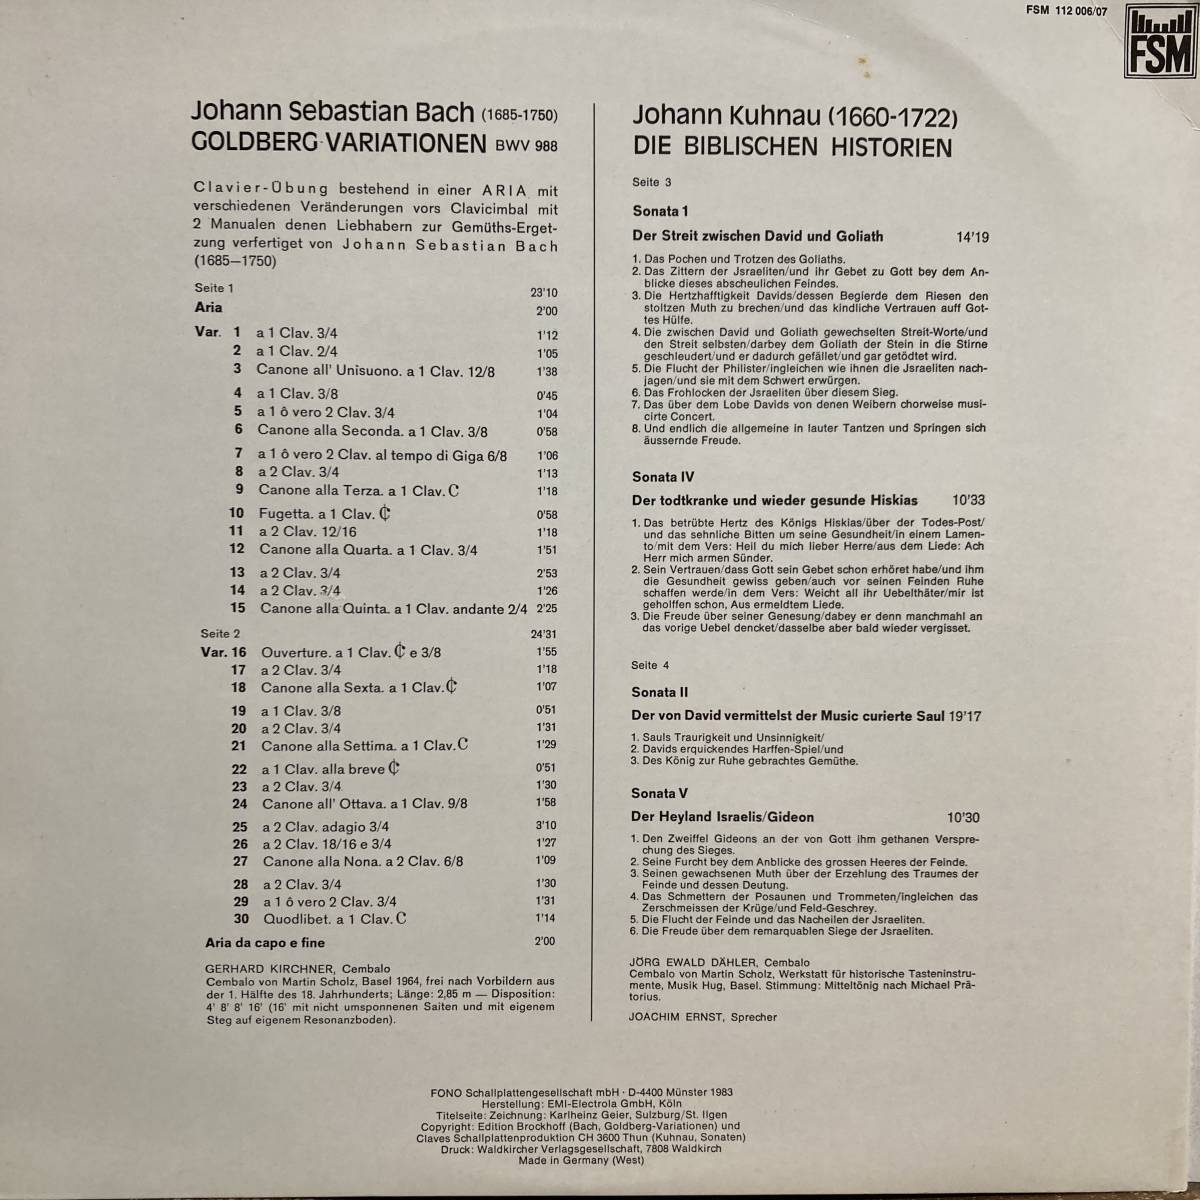 FSM 112 006/07
FSM
Johann Sebastian Bach (1685-1750)
GOLDBERG-VARIATIONEN BWV 988
Clavier-Übung bestehend in einer ARIA mit
verschiedenen Veränderungen vors Clavicimbal mit
2 Manualen denen Liebhabern zur Gemüths-Erget-
zung verfertiget von Johann Sebastian Bach
(1685—1750)
Seite 1 23'10
Aria 2'00
Var. 1 a 1 Clav. 3/4 1'12
2 a 1 Clav. 2/4 1'05
3 Canone all' Unisuono. a 1 Clav. 12/8 1'38
4 a 1 Clav. 3/8 0'45
5 a 1 ô vero 2 Clav. 3/4 1'04
6 Canone alla Seconda. a 1 Clav. 3/8 0'58
7 a 1 ô vero 2 Clav. al tempo di Giga 6/8 1'06
8 a 2 Clav. 3/4 1'13
9 Canone alla Terza. a 1 Clav. C 1'18
10 Fugetta. a 1 Clav. ₵ 0'58
11 a 2 Clav. 12/16 1'18
12 Canone alla Quarta. a 1 Clav. 3/4 1'51
13 a 2 Clav. 3/4 2'53
14 a 2 Clav. 3/4 1'26
15 Canone alla Quinta. a 1 Clav. andante 2/4 2'25
Seite 2 24'31
Var. 16 Ouverture. a 1 Clav. ₵ e 3/8 1'55
17 a 2 Clav. 3/4 1'18
18 Canone alla Sexta. a 1 Clav. ₵ 1'07
19 a 1 Clav. 3/8 0'51
20 a 2 Clav. 3/4 1'31
21 Canone alla Settima. a 1 Clav. C 1'29
22 a 1 Clav. alla breve ₵ 0'51
23 a 2 Clav. 3/4 1'30
24 Canone all' Ottava. a 1 Clav. 9/8 1'58
25 a 2 Clav. adagio 3/4 3'10
26 a 2 Clav. 18/16 e 3/4 1'27
27 Canone alla Nona. a 2 Clav. 6/8 1'09
28 a 2 Clav. 3/4 1'30
29 a 1 ô vero 2 Clav. 3/4 1'31
30 Quodlibet. a 1 Clav. C 1'14
Aria da capo e fine 2'00
GERHARD KIRCHNER, Cembalo
Cembalo von Martin Scholz, Basel 1964, frei nach Vorbildern aus
der 1. Hälfte des 18. Jahrhunderts; Länge: 2,85 m — Disposition:
4' 8' 8' 16' (16' mit nicht umsponnenen Saiten und mit eigenem
Steg auf eigenem Resonanzboden).
Johann Kuhnau (1660-1722)
DIE BIBLISCHEN HISTORIEN
Seite 3
Sonata 1
Der Streit zwischen David und Goliath 14'19
1. Das Pochen und Trotzen des Goliaths.
2. Das Zittern der Jsraeliten/und ihr Gebet zu Gott bey dem An-
blicke dieses abscheulichen Feindes.
3. Die Hertzhafftigkeit Davids/dessen Begierde dem Riesen den
stoltzen Muth zu brechen/und das kindliche Vertrauen auff Got-
tes Hülfe.
4. Die zwischen David und Goliath gewechselten Streit-Worte/und
den Streit selbsten/darbey dem Goliath der Stein in die Stirne
geschleudert/und er dadurch gefället/und gar getödtet wird.
5. Die Flucht der Philister/ingleichen wie ihnen die Jsraeliten nach-
jagen/und sie mit dem Schwert erwürgen.
6. Das Frohlocken der Jsraeliten über diesem Sieg.
7. Das über dem Lobe Davids von denen Weibern chorweise musi-
cirte Concert.
8. Und endlich die allgemeine in lauter Tantzen und Springen sich
äussernde Freude.
Sonata IV
Der todtkranke und wieder gesunde Hiskias 10'33
1. Das betrübte Hertz des Königs Hiskias/über der Todes-Post/
und das sehnliche Bitten um seine Gesundheit/in einem Lamen-
to/mit dem Vers: Heil du mich lieber Herre/aus dem Liede: Ach
Herr mich armen Sünder.
2. Sein Vertrauen/dass Gott sein Gebet schon erhöret habe/und ihm
die Gesundheit gewiss geben/auch vor seinen Feinden Ruhe
schaffen werde/in dem Vers: Weicht all ihr Uebelthäter/mir ist
geholffen schon, Aus ermeldtem Liede.
3. Die Freude über seiner Genesung/dabey er denn manchmahl an
das vorige Uebel dencket/dasselbe aber bald wieder vergisset.
Seite 4
Sonata II
Der von David vermittelst der Music curierte Saul 19'17
1. Sauls Traurigkeit und Unsinnigkeit/
2. Davids erquickendes Harffen-Spiel/und
3. Des König zur Ruhe gebrachtes Gemüthe.
Sonata V
Der Heyland Israelis/Gideon 10'30
1. Den Zweiffel Gideons an der von Gott ihm gethanen Verspre-
chung des Sieges.
2. Seine Furcht bey dem Anblicke des grossen Heeres der Feinde.
3. Seinen gewachsenen Muth über der Erzehlung des Traumes der
Feinde und dessen Deutung.
4. Das Schmettern der Posaunen und Trommeten/ingleichen das
Zerschmeissen der Krüge/und Feld-Geschrey.
5. Die Flucht der Feinde und das Nacheilen der Jsraeliten.
6. Die Freude über dem remarquablen Siege der Jsraeliten.
JÖRG EWALD DÄHLER, Cembalo
Cembalo von Martin Scholz, Werkstatt für historische Tasteninstru-
mente, Musik Hug, Basel. Stimmung: Mitteltönig nach Michael Prä-
torius.
JOACHIM ERNST, Sprecher
FONO Schallplattengesellschaft mbH · D-4400 Münster 1983
Herstellung: EMI-Electrola GmbH, Köln
Titelseite: Zeichnung: Karlheinz Geier, Sulzburg/St. Ilgen
Copyright: Edition Brockhoff (Bach, Goldberg-Variationen) und
Claves Schallplattenproduktion CH 3600 Thun (Kuhnau, Sonaten)
Druck: Waldkircher Verlagsgesellschaft, 7808 Waldkirch
Made in Germany (West)